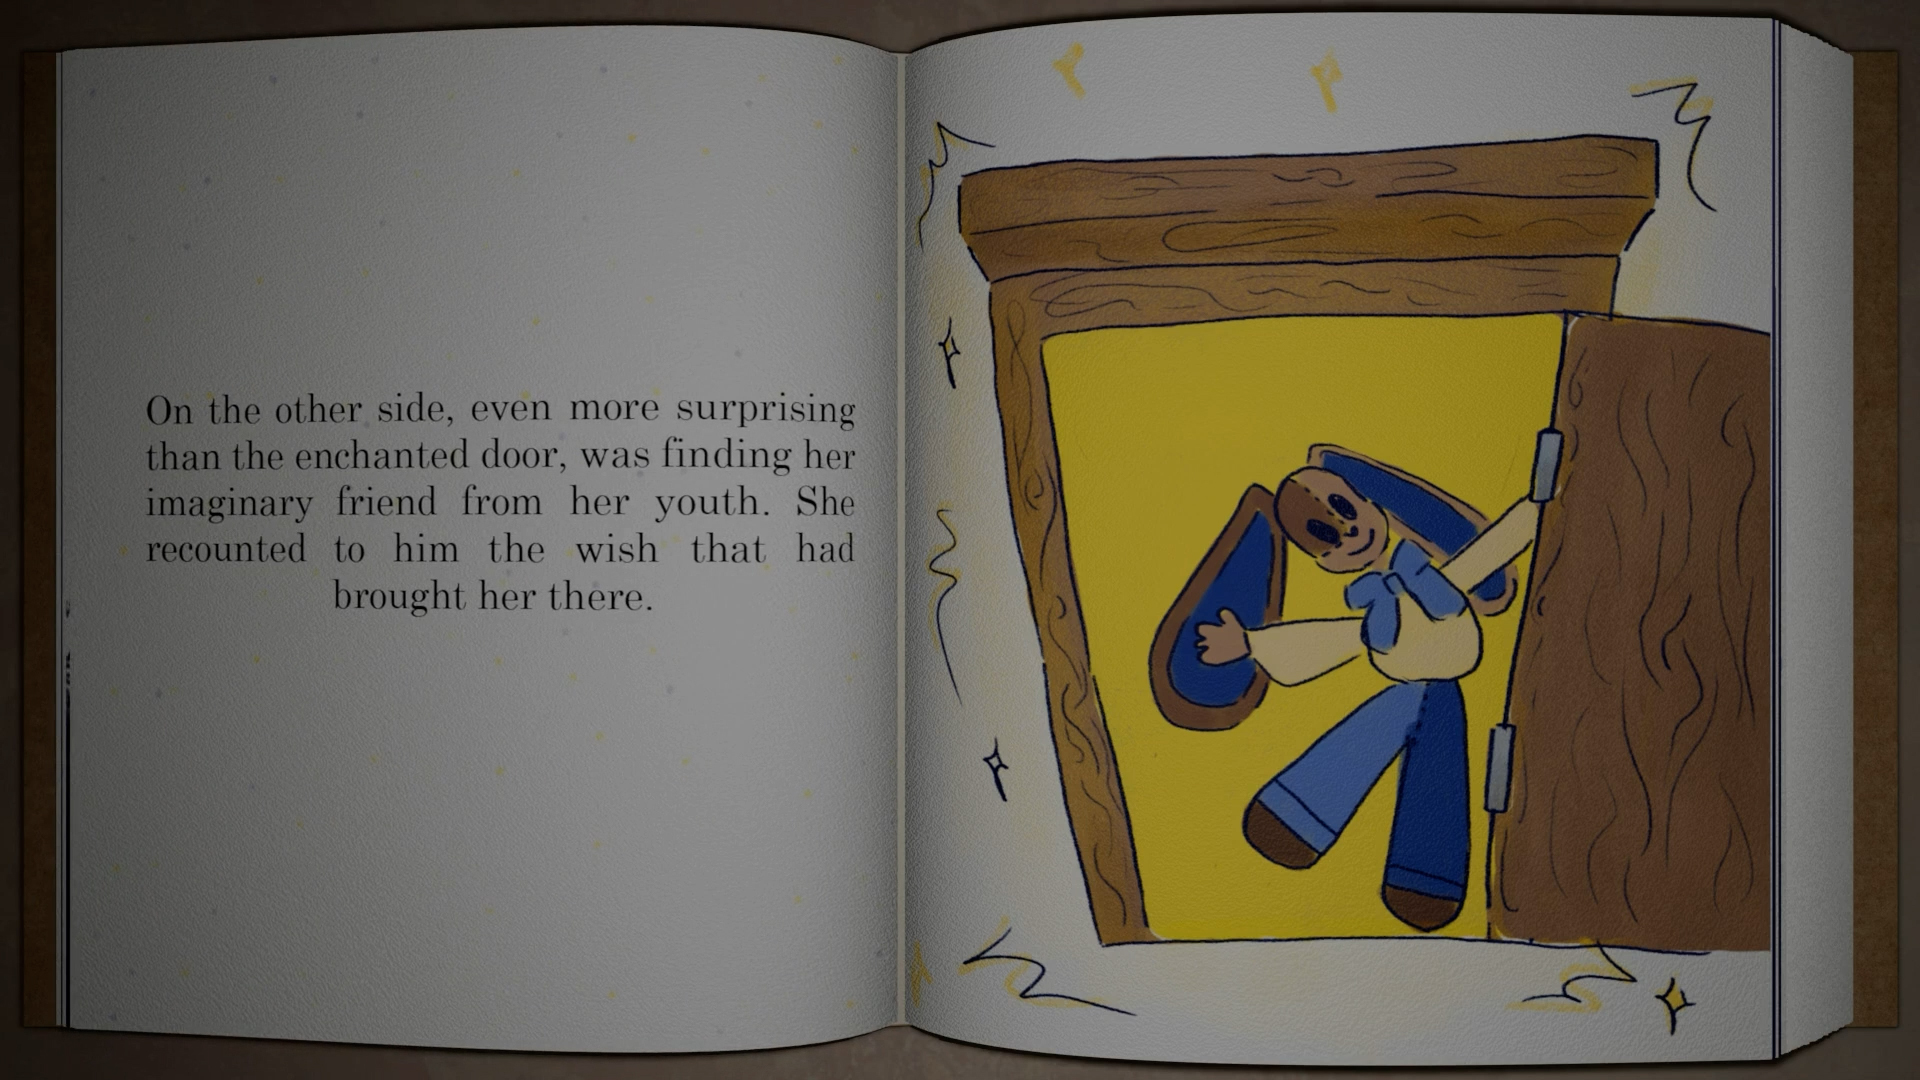 On the other side, even more surprising
than the enchanted door, was finding her
imaginary friend from her youth. She
recounted to him the wish that had
brought her there.